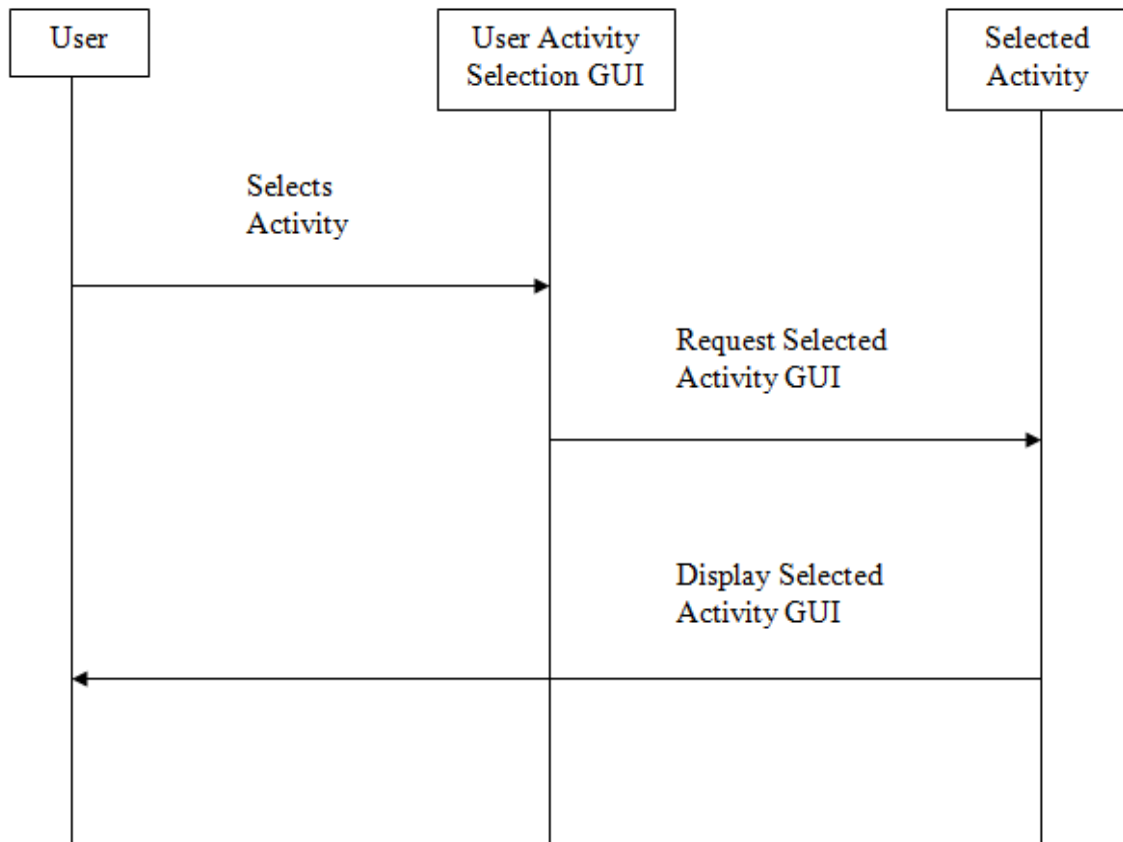 User
User Activity
Selection GUI
Selected
Activity
Selects
Activity
Request Selected
Activity GUI
Display Selected
Activity GUI